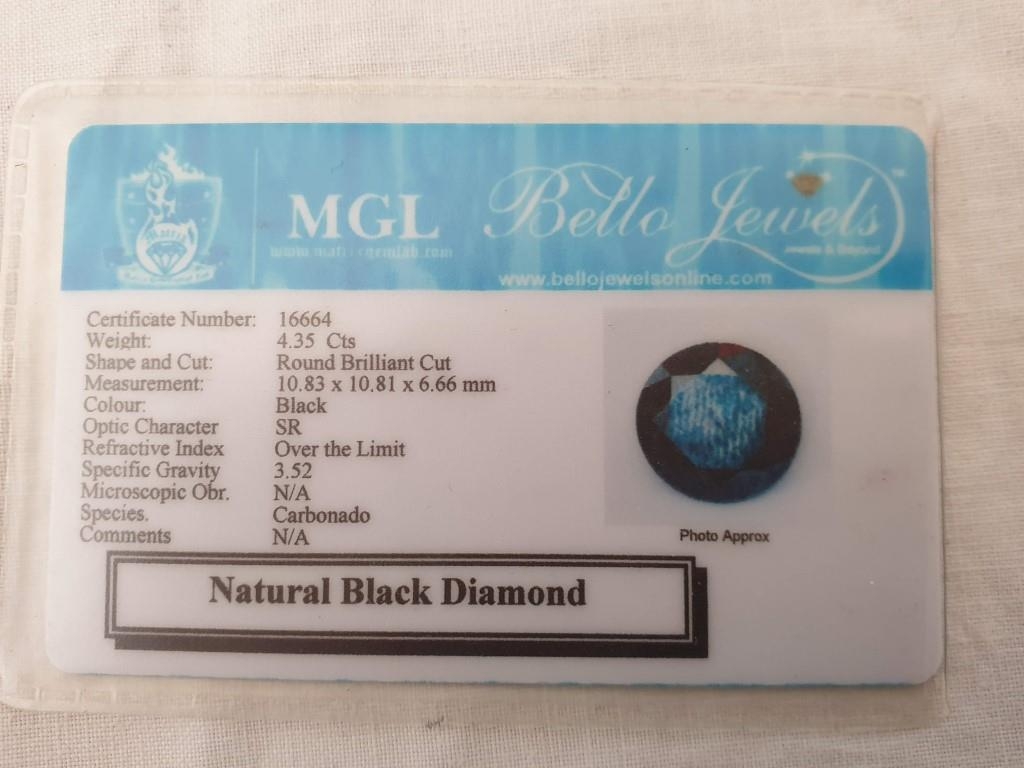 MGL
Bello Jewels
TM
www.bellojewelsonline.com
Certificate Number: 16664
Weight: 4.35 Cts
Shape and Cut: Round Brilliant Cut
Measurement: 10.83 x 10.81 x 6.66 mm
Colour: Black
Optic Character SR
Refractive Index Over the Limit
Specific Gravity 3.52
Microscopic Obr. N/A
Species. Carbonado
Comments N/A
Photo Approx
Natural Black Diamond